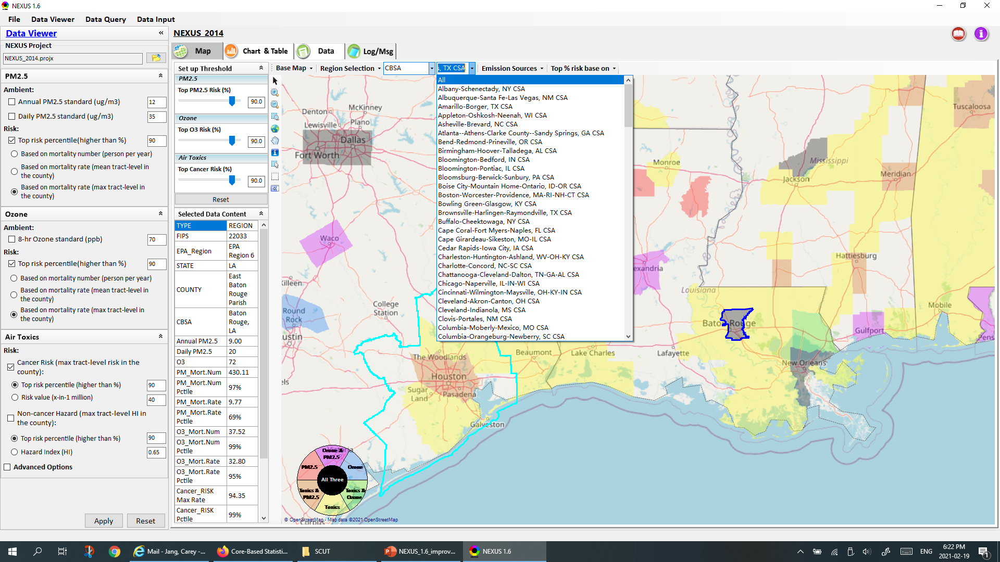 NEXUS 1.6
File Data Viewer Data Query Data Input
Data Viewer
NEXUS Project
NEXUS_2014.projx
PM2.5
Ambient:
Annual PM2.5 standard (ug/m3) 12
Daily PM2.5 standard (ug/m3) 35
Risk:
Top risk percentile(higher than %) 90
Based on mortality number (person per year)
Based on mortality rate (mean tract-level in
the county)
Based on mortality rate (max tract-level in
the county)
Ozone
Ambient:
8-hr Ozone standard (ppb) 70
Risk:
Top risk percentile(higher than %) 90
Based on mortality number (person per year)
Based on mortality rate (mean tract-level in
the county)
Based on mortality rate (max tract-level in
the county)
Air Toxics
Risk:
Cancer Risk (max tract-level risk in the
county):
Top risk percentile (higher than %) 90
Risk value (x-in-1 million) 40
Non-cancer Hazard (max tract-level HI in
the county):
Top risk percentile (higher than %) 90
Hazard Index (HI) 0.65
Advanced Options
Apply Reset
NEXUS_2014
Map Chart & Table Data Log/Msg
Set up Threshold
PM2.5
Top PM2.5 Risk (%)
90.0
Ozone
Top O3 Risk (%)
90.0
Air Toxics
Top Cancer Risk (%)
90.0
Reset
Selected Data Content
TYPE REGION
FIPS 22033
EPA_Region EPA
Region 6
STATE LA
COUNTY East
Baton
Rouge
Parish
CBSA Baton
Rouge,
LA
Annual PM2.5 9.00
Daily PM2.5 20
O3 72
PM_Mort.Num 430.11
PM_Mort.Num
Pctile 97%
PM_Mort.Rate 9.77
PM_Mort.Rate
Pctile 69%
O3_Mort.Num 37.52
O3_Mort.Num
Pctile 99%
O3_Mort.Rate 32.80
O3_Mort.Rate
Pctile 95%
Cancer_RISK
Max Rate 94.35
Cancer_RISK
Pctile 99%
Base Map Region Selection CBSA s, TX CSA Emission Sources Top % risk base on
All
Albany-Schenectady, NY CSA
Albuquerque-Santa Fe-Las Vegas, NM CSA
Amarillo-Borger, TX CSA
Appleton-Oshkosh-Neenah, WI CSA
Asheville-Brevard, NC CSA
Atlanta--Athens-Clarke County--Sandy Springs, GA CSA
Bend-Redmond-Prineville, OR CSA
Birmingham-Hoover-Talladega, AL CSA
Bloomington-Bedford, IN CSA
Bloomington-Pontiac, IL CSA
Bloomsburg-Berwick-Sunbury, PA CSA
Boise City-Mountain Home-Ontario, ID-OR CSA
Boston-Worcester-Providence, MA-RI-NH-CT CSA
Bowling Green-Glasgow, KY CSA
Brownsville-Harlingen-Raymondville, TX CSA
Buffalo-Cheektowaga, NY CSA
Cape Coral-Fort Myers-Naples, FL CSA
Cape Girardeau-Sikeston, MO-IL CSA
Cedar Rapids-Iowa City, IA CSA
Charleston-Huntington-Ashland, WV-OH-KY CSA
Charlotte-Concord, NC-SC CSA
Chattanooga-Cleveland-Dalton, TN-GA-AL CSA
Chicago-Naperville, IL-IN-WI CSA
Cincinnati-Wilmington-Maysville, OH-KY-IN CSA
Cleveland-Akron-Canton, OH CSA
Cleveland-Indianola, MS CSA
Clovis-Portales, NM CSA
Columbia-Moberly-Mexico, MO CSA
Columbia-Orangeburg-Newberry, SC CSA
Denton
McKinney
Lewisville
Plano
Dallas
Fort Worth
Waco
Killeen
College
Station
Round
Rock
ustin
The Woodlands
Houston
Sugar
Land
Pasadena
Galveston
els
Beaumont
Lake Charles
Lafayette
Monroe
exandria
Louisiana
Mississippi
Jackson
Meridian
Tuscaloosa
Hattiesburg
Baton Rouge
New Orleans
Gulfport
Mobile
Pens
Ozone &
PM2.5
PM2.5
Ozone
All Three
Toxics &
PM2.5
Toxics &
Ozone
Toxics
© OpenStreetMap - Map data ©2021 OpenStreetMap
Mail - Jang, Carey -... Core-Based Statisti... SCUT NEXUS_1.6_improv... NEXUS 1.6
ENG
6:22 PM
2021-02-19
1